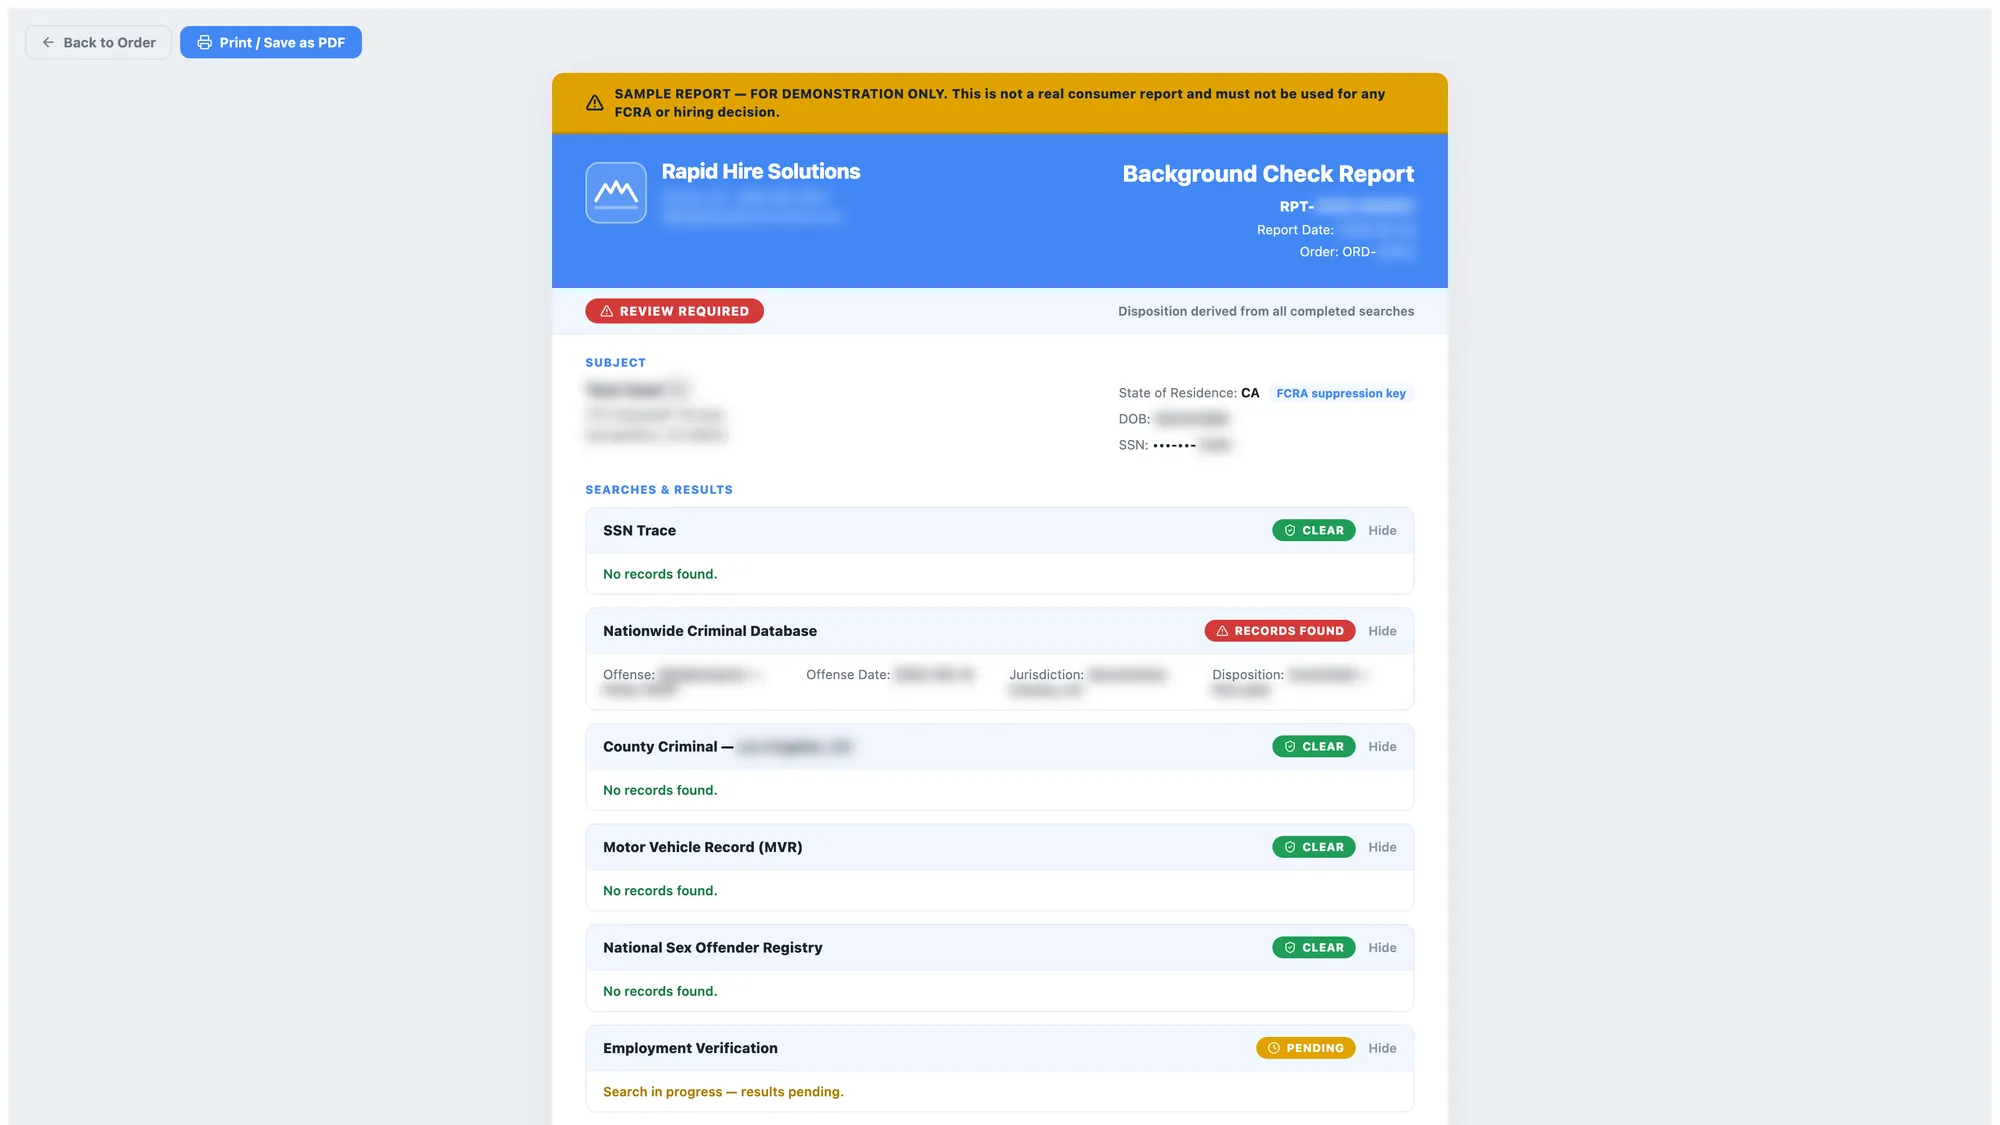 Back to Order
Print / Save as PDF
SAMPLE REPORT — FOR DEMONSTRATION ONLY. This is not a real consumer report and must not be used for any
FCRA or hiring decision.
Rapid Hire Solutions
Background Check Report
RPT-
Report Date:
Order: ORD-
REVIEW REQUIRED
Disposition derived from all completed searches
SUBJECT
State of Residence: CA FCRA suppression key
DOB:
SSN: •••-••-
SEARCHES & RESULTS
SSN Trace
CLEAR
Hide
No records found.
Nationwide Criminal Database
RECORDS FOUND
Hide
Offense:
Offense Date:
Jurisdiction:
Disposition:
County Criminal —
CLEAR
Hide
No records found.
Motor Vehicle Record (MVR)
CLEAR
Hide
No records found.
National Sex Offender Registry
CLEAR
Hide
No records found.
Employment Verification
PENDING
Hide
Search in progress — results pending.